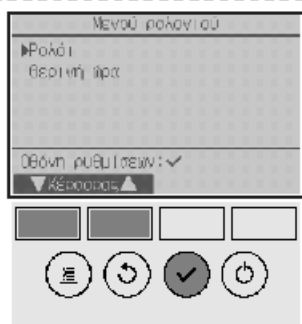 Μενού ρολογιού
▶Ρολόι
Θερινή ώρα
Οθόνη ρυθμίσεων:✓
▼Κέρσορας▲